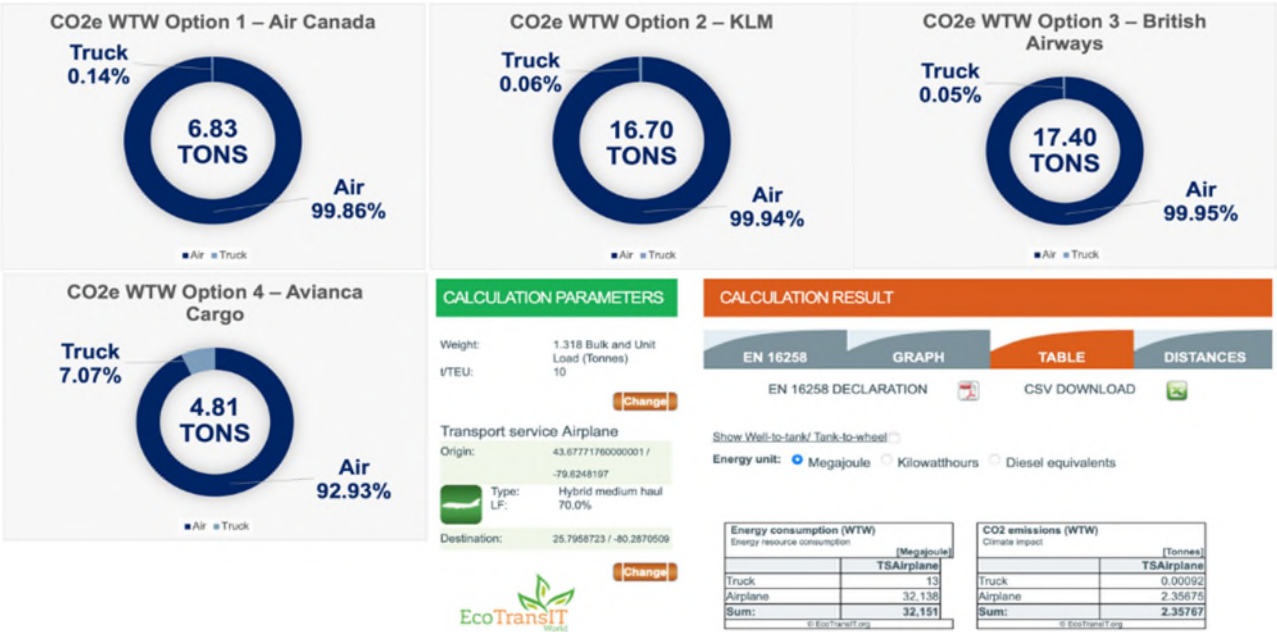 CO2e WTW Option 1 – Air Canada
Truck
0.14%
6.83
TONS
Air
99.86%
Air Truck
CO2e WTW Option 2 – KLM
Truck
0.06%
16.70
TONS
Air
99.94%
Air Truck
CO2e WTW Option 3 – British
Airways
Truck
0.05%
17.40
TONS
Air
99.95%
Air Truck
CO2e WTW Option 4 – Avianca
Cargo
Truck
7.07%
4.81
TONS
Air
92.93%
Air Truck
CALCULATION PARAMETERS
Weight: 1.318 Bulk and Unit
Load (Tonnes)
t/TEU: 10
Change
Transport service Airplane
Origin: 43.67771760000001 /
-79.6248197
Type: Hybrid medium haul
LF: 70.0%
Destination: 25.7958723 / -80.2870509
Change
EcoTransIT
World
CALCULATION RESULT
EN 16258 GRAPH TABLE DISTANCES
EN 16258 DECLARATION CSV DOWNLOAD
Show Well-to-tank/ Tank-to-wheel
Energy unit: Megajoule Kilowatthours Diesel equivalents
Energy consumption (WTW)
Energy resource consumption
[Megajoule]
TSAirplane
Truck 13
Airplane 32,138
Sum: 32,151
© EcoTransIT.org
CO2 emissions (WTW)
Climate impact
[Tonnes]
TSAirplane
Truck 0.00092
Airplane 2.35675
Sum: 2.35767
© EcoTransIT.org